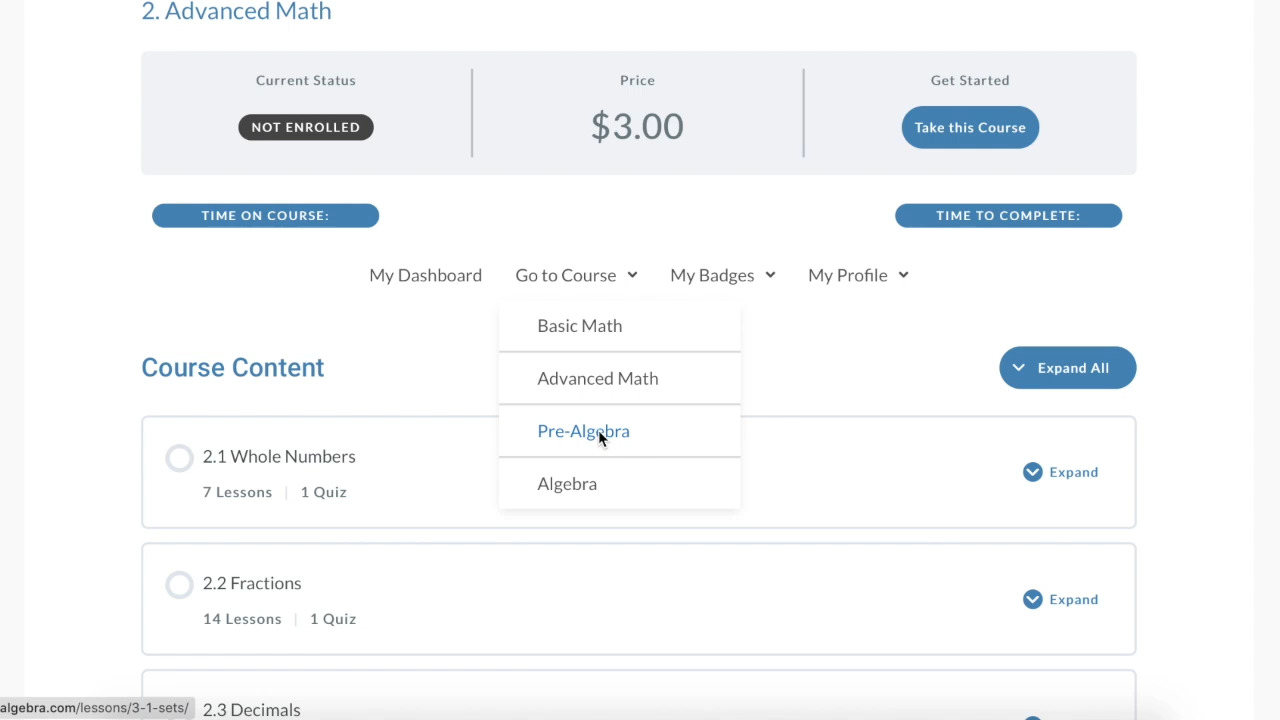 2. Advanced Math
Current Status
Price
Get Started
NOT ENROLLED
$3.00
Take this Course
TIME ON COURSE:
TIME TO COMPLETE:
My Dashboard
Go to Course
My Badges
My Profile
Basic Math
Advanced Math
Pre-Algebra
Algebra
Course Content
Expand All
2.1 Whole Numbers
7 Lessons | 1 Quiz
Expand
2.2 Fractions
14 Lessons | 1 Quiz
Expand
2.3 Decimals
algebra.com/lessons/3-1-sets/